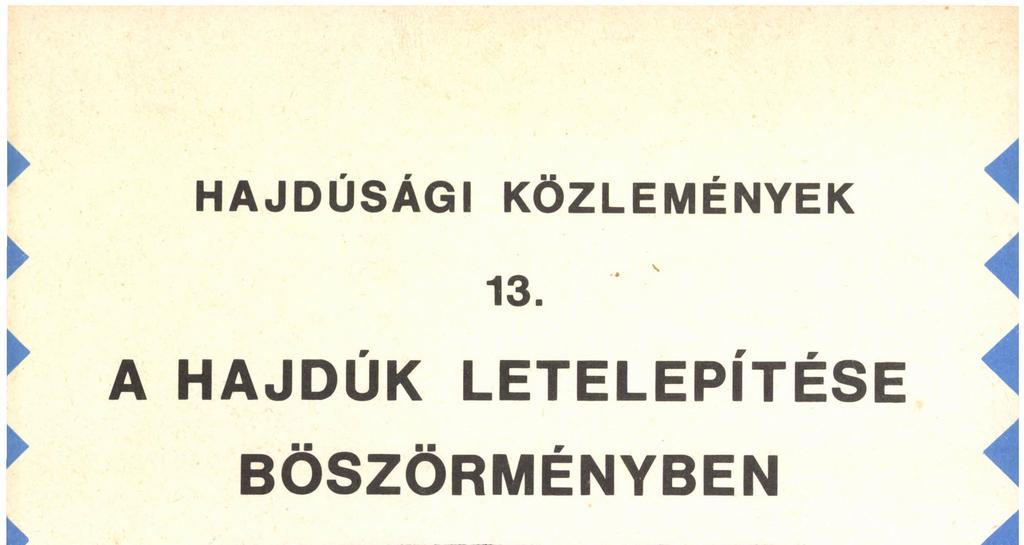 HAJDÚSÁGI KÖZLEMÉNYEK
13.
A HAJDÚK LETELEPÍTÉSE
BÖSZÖRMÉNYBEN